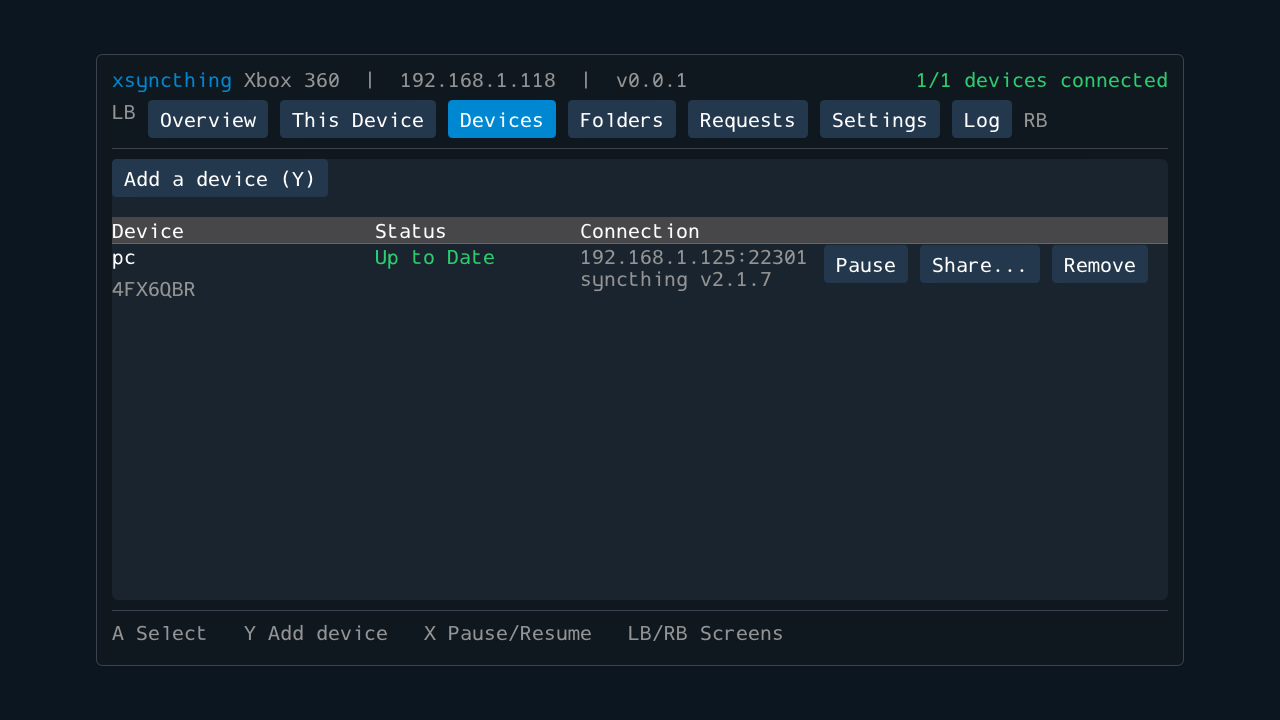 xsyncthing Xbox 360 | 192.168.1.118 | v0.0.1 1/1 devices connected
LB Overview This Device Devices Folders Requests Settings Log RB
Add a device (Y)
Device Status Connection
pc Up to Date 192.168.1.125:22301 Pause Share... Remove
syncthing v2.1.7
4FX6QBR
A Select Y Add device X Pause/Resume LB/RB Screens